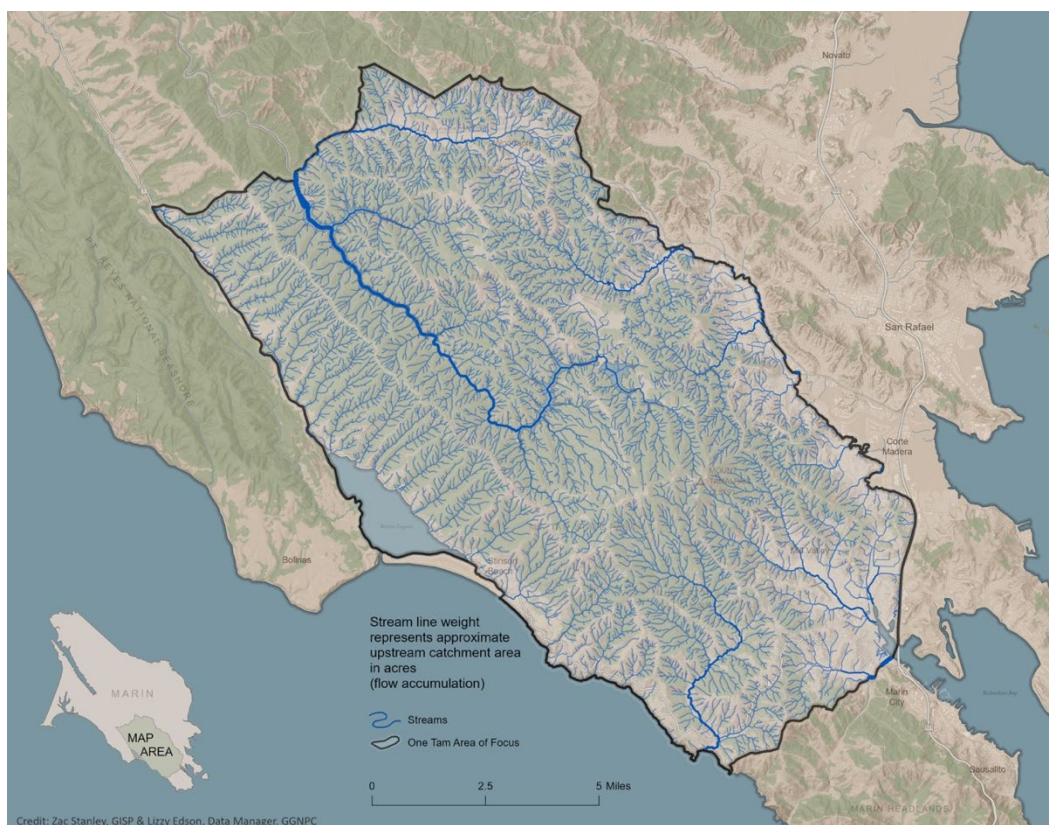 Novato
PT. REYES NATIONAL SEASHORE
San Rafael
Corte
Madera
Mill Valley
Bolinas
Stinson
Beach
Stream line weight
represents approximate
upstream catchment area
in acres
(flow accumulation)
Streams
One Tam Area of Focus
MARIN
MAP
AREA
0
2.5
5 Miles
Marin
City
Sausalito
MARIN HEADLANDS
Credit: Zac Stanley, GISP & Lizzy Edson, Data Manager, GGNPC